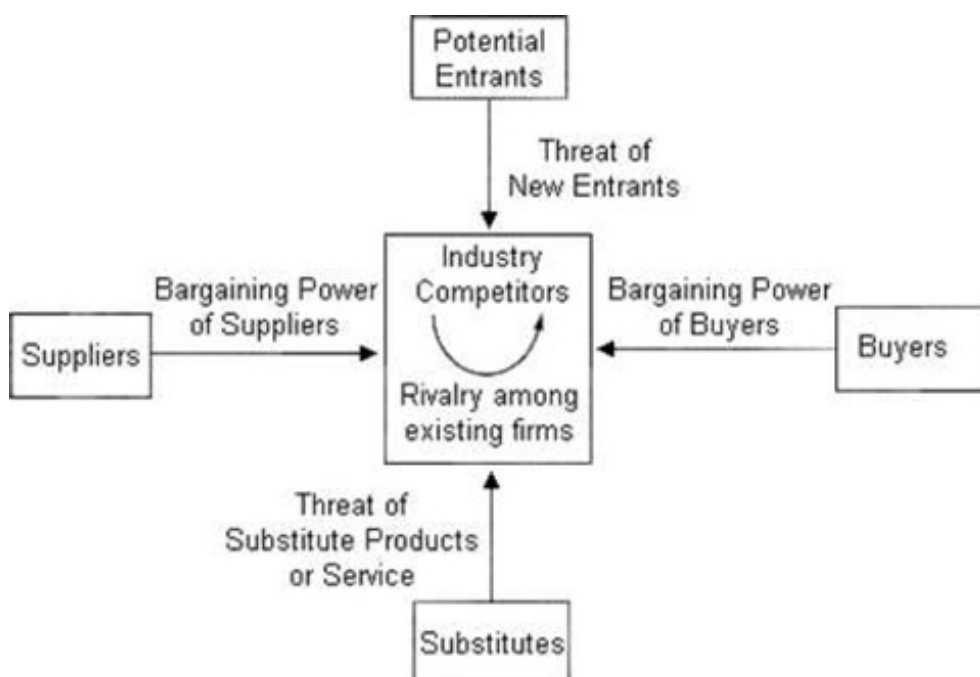 Potential
Entrants
Threat of
New Entrants
Industry
Competitors
Bargaining Power
of Suppliers
Bargaining Power
of Buyers
Suppliers
Buyers
Rivalry among
existing firms
Threat of
Substitute Products
or Service
Substitutes